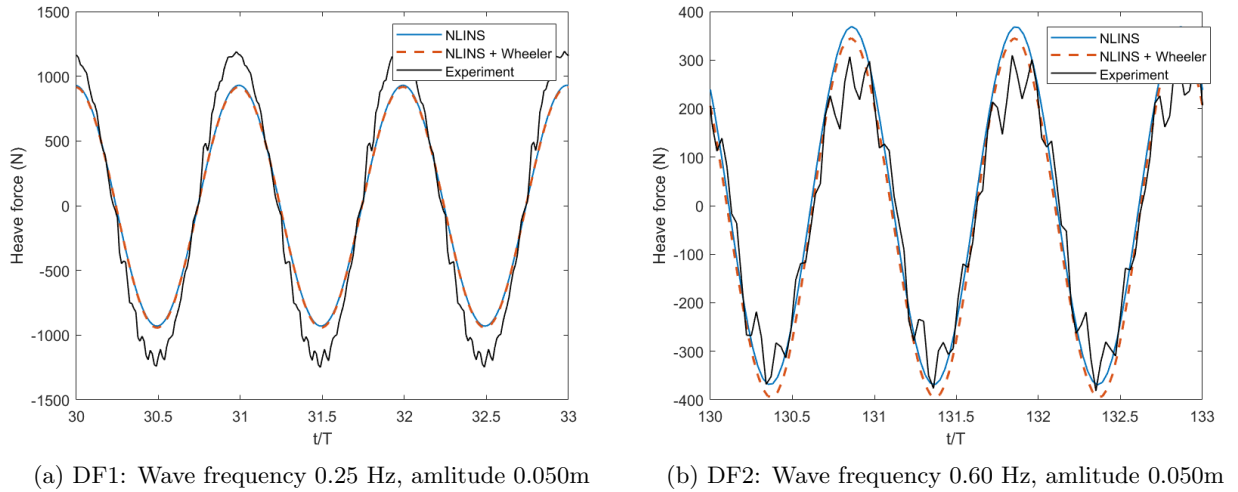 1500
1000
500
0
-500
-1000
-1500
Heave force (N)
30
30.5
31
31.5
32
32.5
33
t/T
NLINS
NLINS + Wheeler
Experiment
(a) DF1: Wave frequency 0.25 Hz, amlitude 0.050m
400
300
200
100
0
-100
-200
-300
-400
Heave force (N)
130
130.5
131
131.5
132
132.5
133
t/T
NLINS
NLINS + Wheeler
Experiment
(b) DF2: Wave frequency 0.60 Hz, amlitude 0.050m